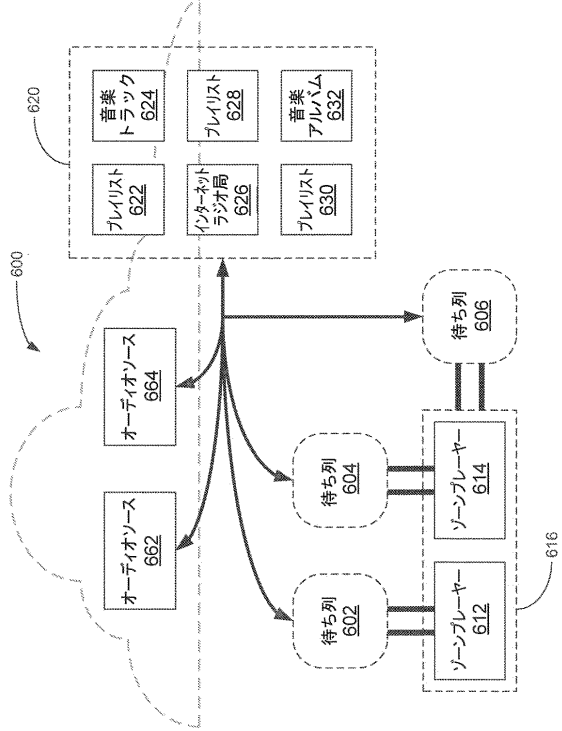 600
620
オーディオソース
662
オーディオソース
664
プレイリスト
622
音楽
トラック
624
インターネット
ラジオ局
626
プレイリスト
628
プレイリスト
630
音楽
アルバム
632
待ち列
602
待ち列
604
待ち列
606
ゾーンプレーヤー
612
ゾーンプレーヤー
614
616